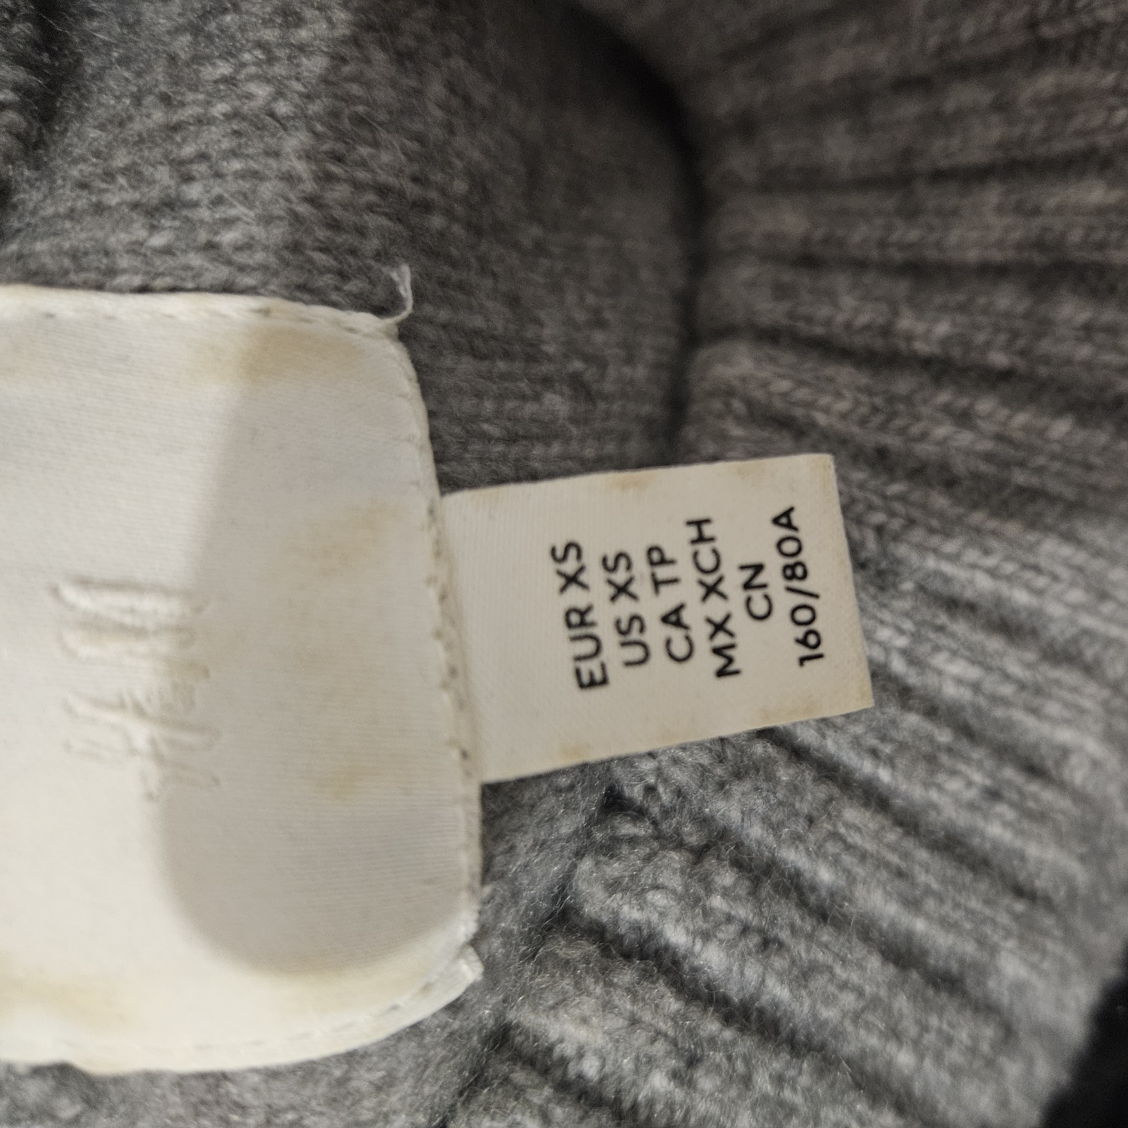 EUR XS
US XS
CA TP
MX XCH
CN
160/80A